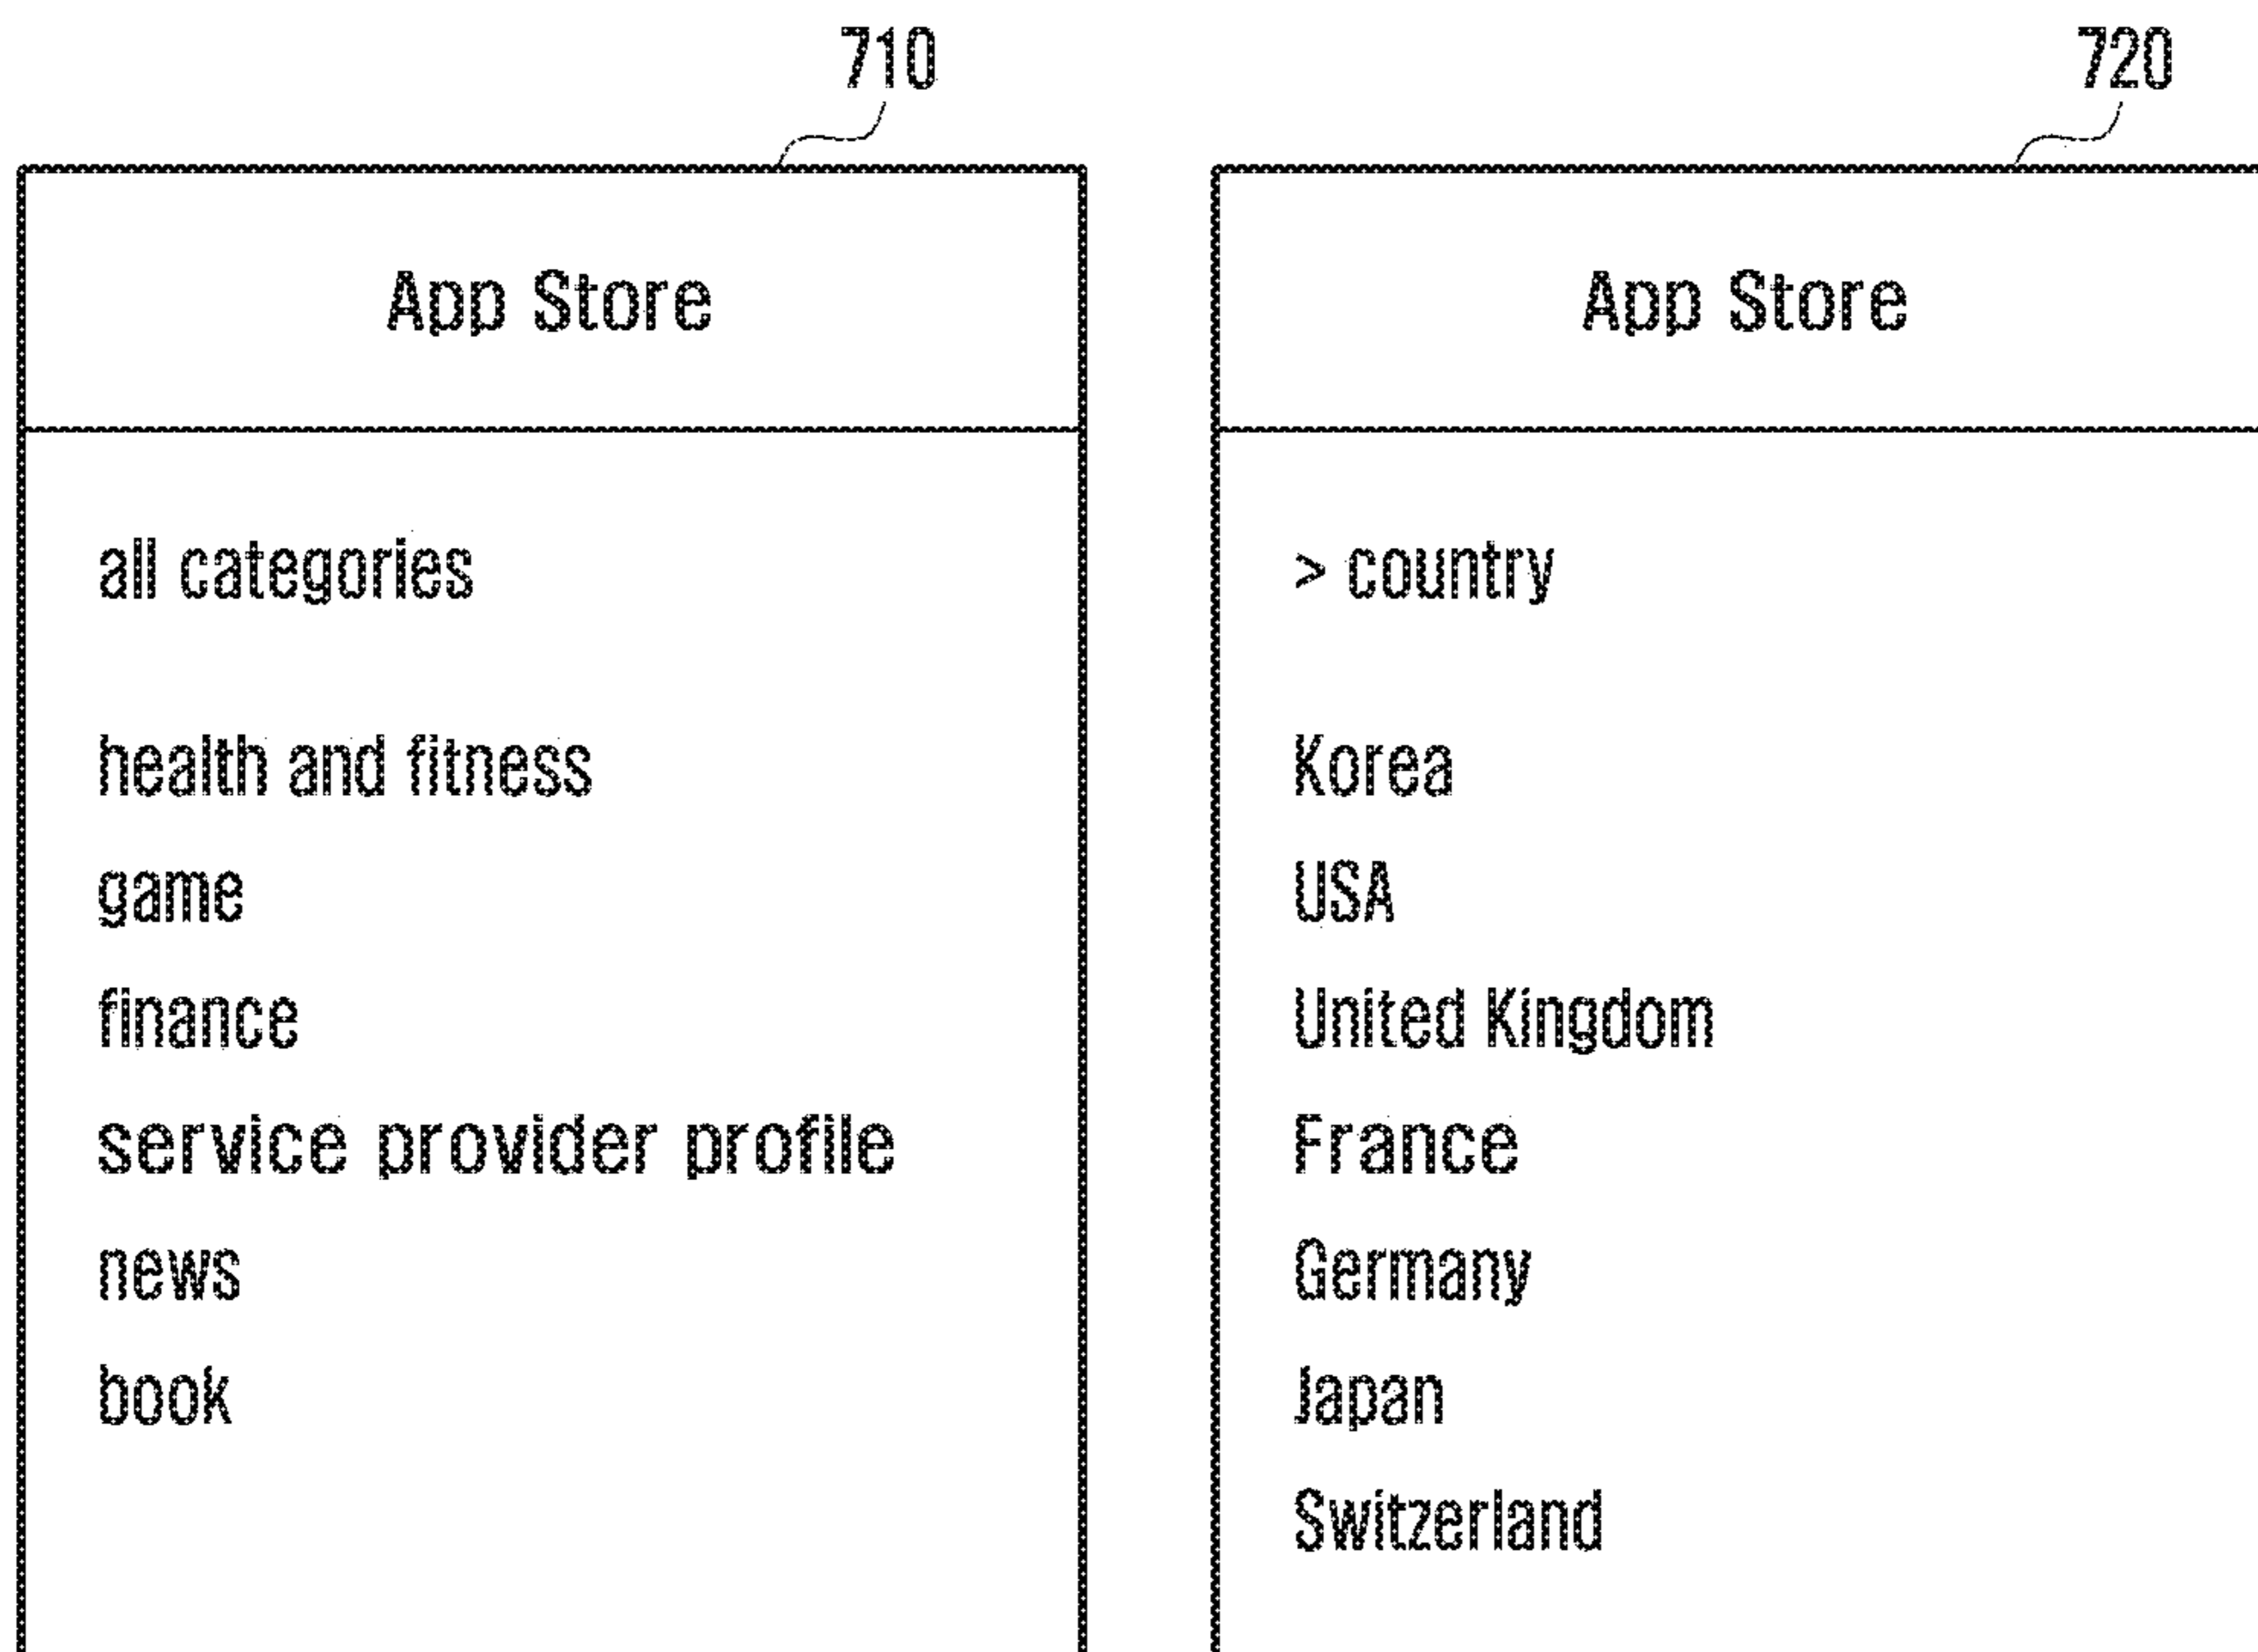 710
App Store
all categories
health and fitness
game
finance
service provider profile
news
book
720
App Store
> country
Korea
USA
United Kingdom
France
Germany
Japan
Switzerland